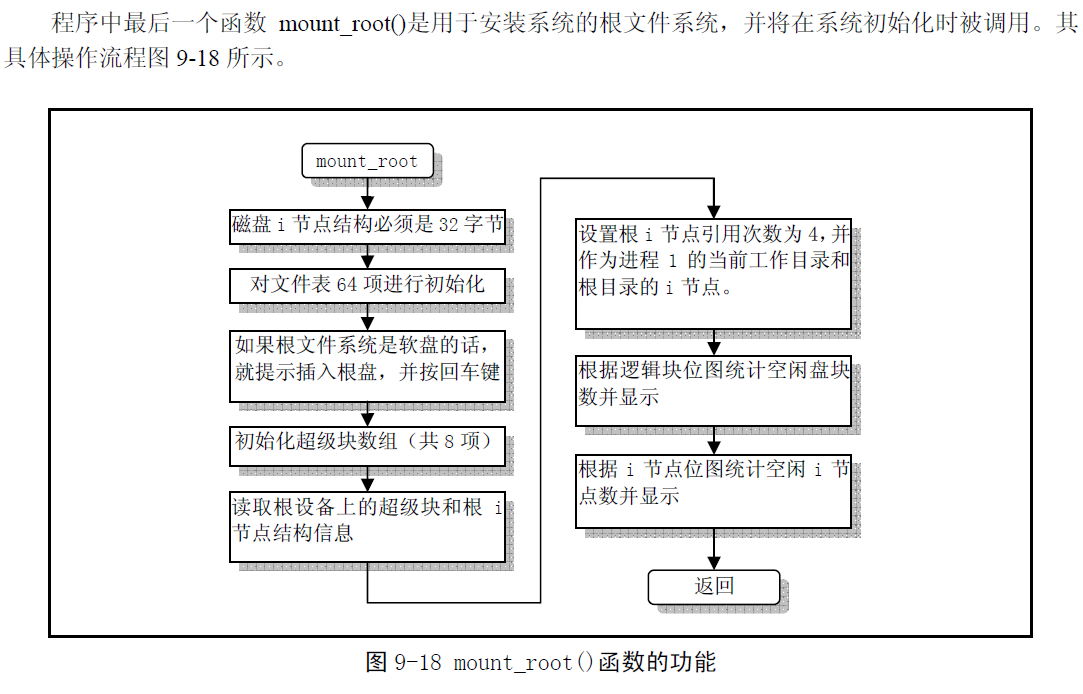 程序中最后一个函数 mount_root()是用于安装系统的根文件系统，并将在系统初始化时被调用。其
具体操作流程图 9-18 所示。
mount_root
磁盘 i 节点结构必须是 32 字节
对文件表 64 项进行初始化
如果根文件系统是软盘的话，
就提示插入根盘，并按回车键
初始化超级块数组（共 8 项）
读取根设备上的超级块和根 i
节点结构信息
设置根 i 节点引用次数为 4，并
作为进程 1 的当前工作目录和
根目录的 i 节点。
根据逻辑块位图统计空闲盘块
数并显示
根据 i 节点位图统计空闲 i 节
点数并显示
返回
图 9-18 mount_root()函数的功能